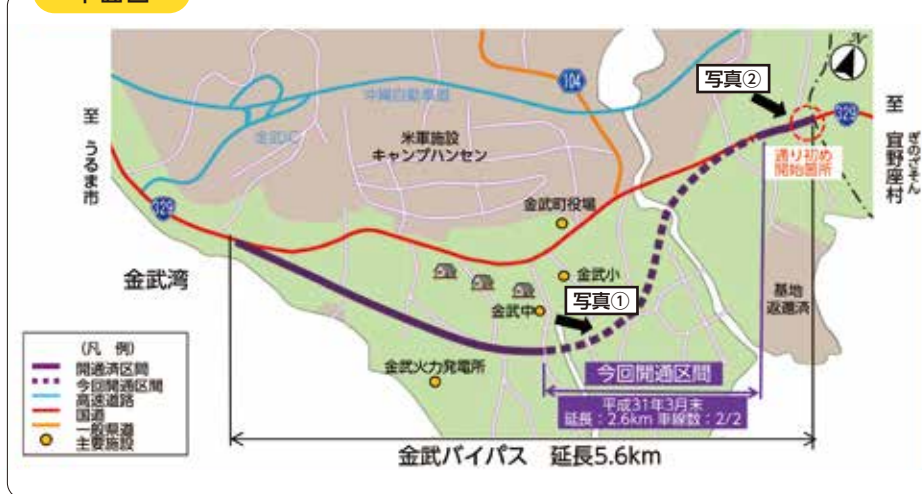 平面図
沖縄自動車道
104
写真②
329
至
宜野座村
ぎのざそん
通り初め
開始箇所
金武IC
米軍施設
キャンプハンセン
至
うるま市
329
金武町役場
金武湾
金武小
写真①
金武中
基地
返還済
金武火力発電所
今回開通区間
平成31年3月末
延長：2.6km 車線数：2/2
(凡 例)
開通済区間
今回開通区間
高速道路
国道
一般県道
主要施設
金武バイパス 延長5.6km
N